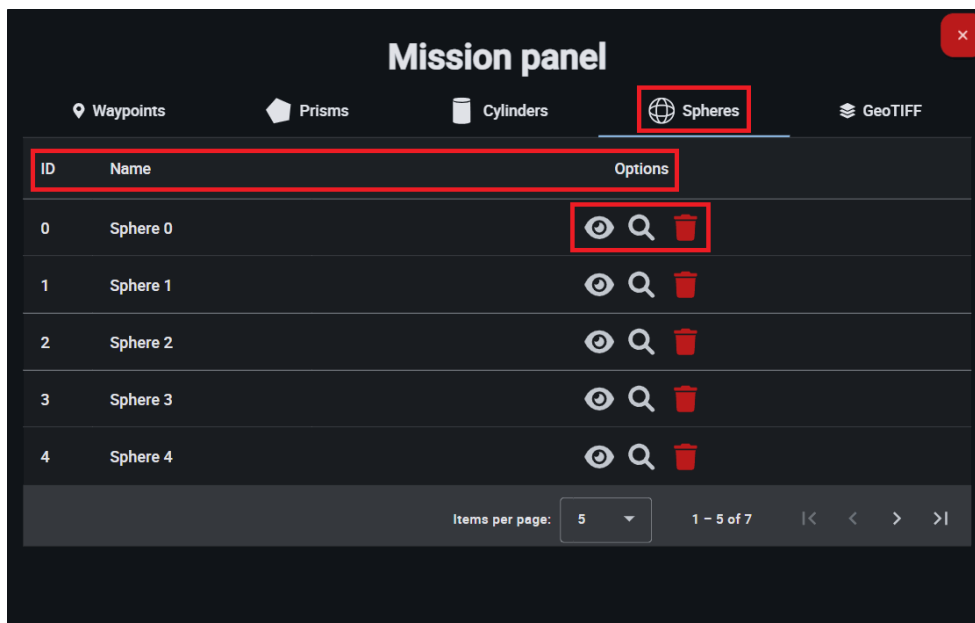 Mission panel
×
Waypoints Prisms Cylinders Spheres GeoTIFF
ID Name Options
0 Sphere 0
1 Sphere 1
2 Sphere 2
3 Sphere 3
4 Sphere 4
Items per page: 5 1 – 5 of 7